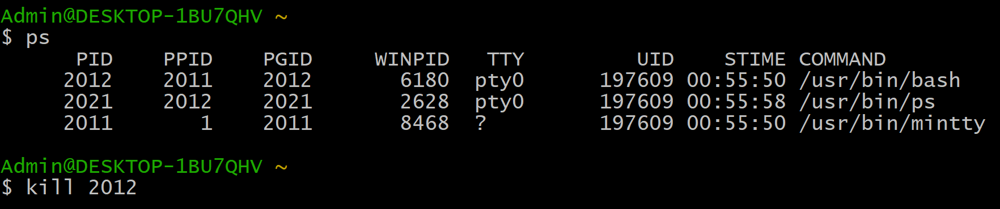 Admin@DESKTOP-1BU7QHV ~
$ ps
      PID    PPID    PGID     WINPID   TTY         UID    STIME COMMAND
     2012    2011    2012       6180  pty0      197609 00:55:50 /usr/bin/bash
     2021    2012    2021       2628  pty0      197609 00:55:58 /usr/bin/ps
     2011       1    2011       8468  ?         197609 00:55:50 /usr/bin/mintty
Admin@DESKTOP-1BU7QHV ~
$ kill 2012